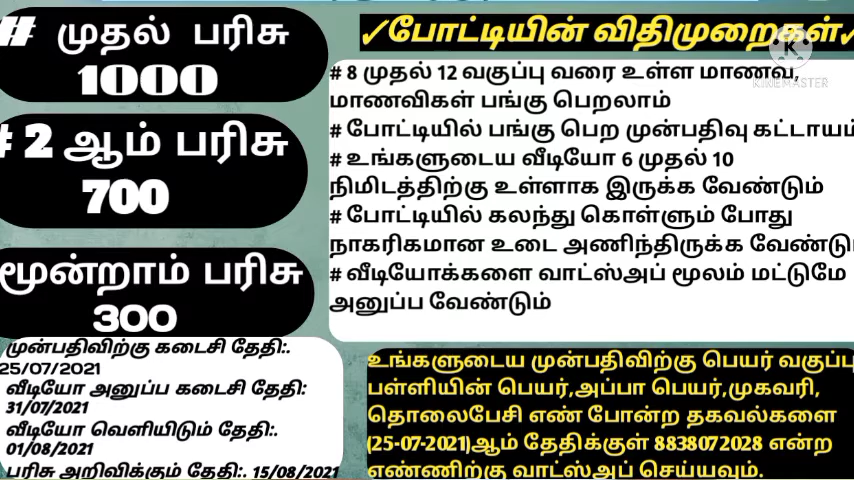 # முதல் பரிசு
1000
# 2 ஆம் பரிசு
700
மூன்றாம் பரிசு
300
முன்பதிவிற்கு கடைசி தேதி:.
25/07/2021
வீடியோ அனுப்ப கடைசி தேதி:
31/07/2021
வீடியோ வெளியிடும் தேதி:.
01/08/2021
பரிசு அறிவிக்கும் தேதி:. 15/08/2021
✓போட்டியின் விதிமுறைகள்✓
KINEMASTER
# 8 முதல் 12 வகுப்பு வரை உள்ள மாணவ,
மாணவிகள் பங்கு பெறலாம்
# போட்டியில் பங்கு பெற முன்பதிவு கட்டாயம்
# உங்களுடைய வீடியோ 6 முதல் 10
நிமிடத்திற்கு உள்ளாக இருக்க வேண்டும்
# போட்டியில் கலந்து கொள்ளும் போது
நாகரிகமான உடை அணிந்திருக்க வேண்டு
# வீடியோக்களை வாட்ஸ்அப் மூலம் மட்டுமே
அனுப்ப வேண்டும்
உங்களுடைய முன்பதிவிற்கு பெயர் வகுப்பு
பள்ளியின் பெயர்,அப்பா பெயர்,முகவரி,
தொலைபேசி எண் போன்ற தகவல்களை
(25-07-2021)ஆம் தேதிக்குள் 8838072028 என்ற
எண்ணிற்கு வாட்ஸ்அப் செய்யவும்.